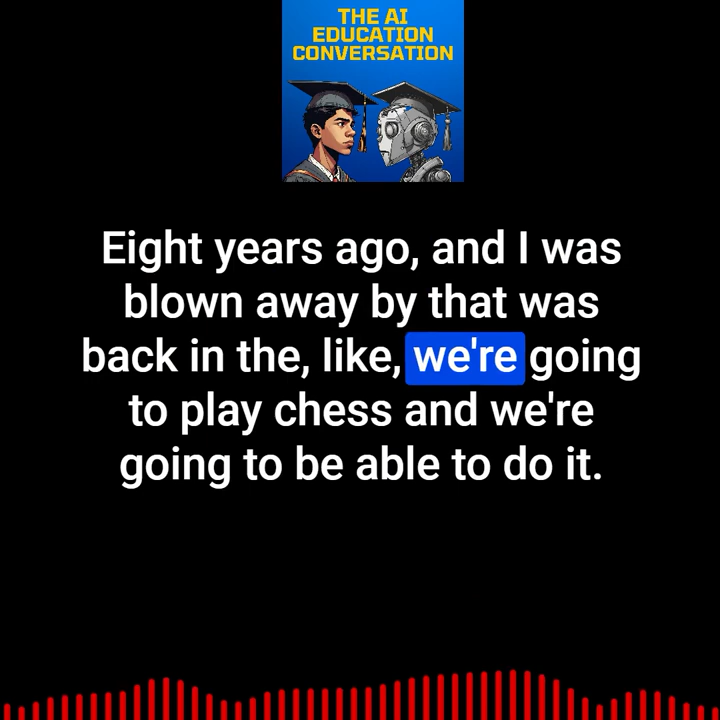 THE AI
EDUCATION
CONVERSATION
Eight years ago, and I was
blown away by that was
back in the, like, we're going
to play chess and we're
going to be able to do it.